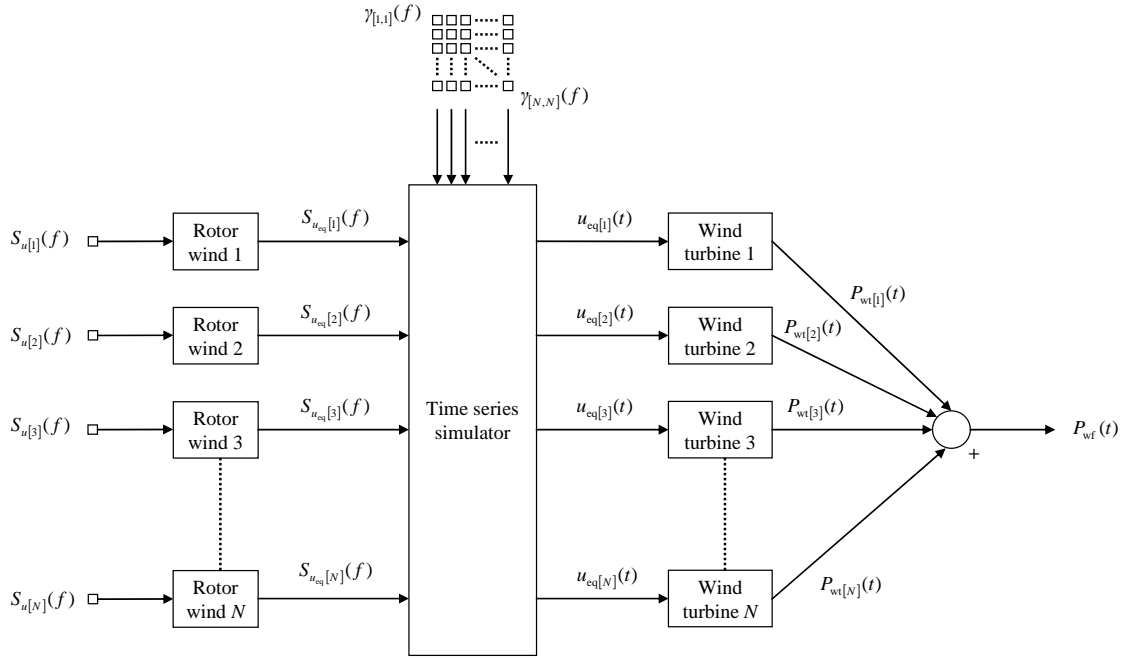 γ[1,1](f)
γ[N,N](f)
Su[1](f)
Rotor
wind 1
Sueq[1](f)
ueq[1](t)
Wind
turbine 1
Pwt[1](t)
Su[2](f)
Rotor
wind 2
Sueq[2](f)
ueq[2](t)
Wind
turbine 2
Pwt[2](t)
Su[3](f)
Rotor
wind 3
Sueq[3](f)
Time series
simulator
ueq[3](t)
Wind
turbine 3
Pwt[3](t)
+
Pwf(t)
Su[N](f)
Rotor
wind N
Sueq[N](f)
ueq[N](t)
Wind
turbine N
Pwt[N](t)